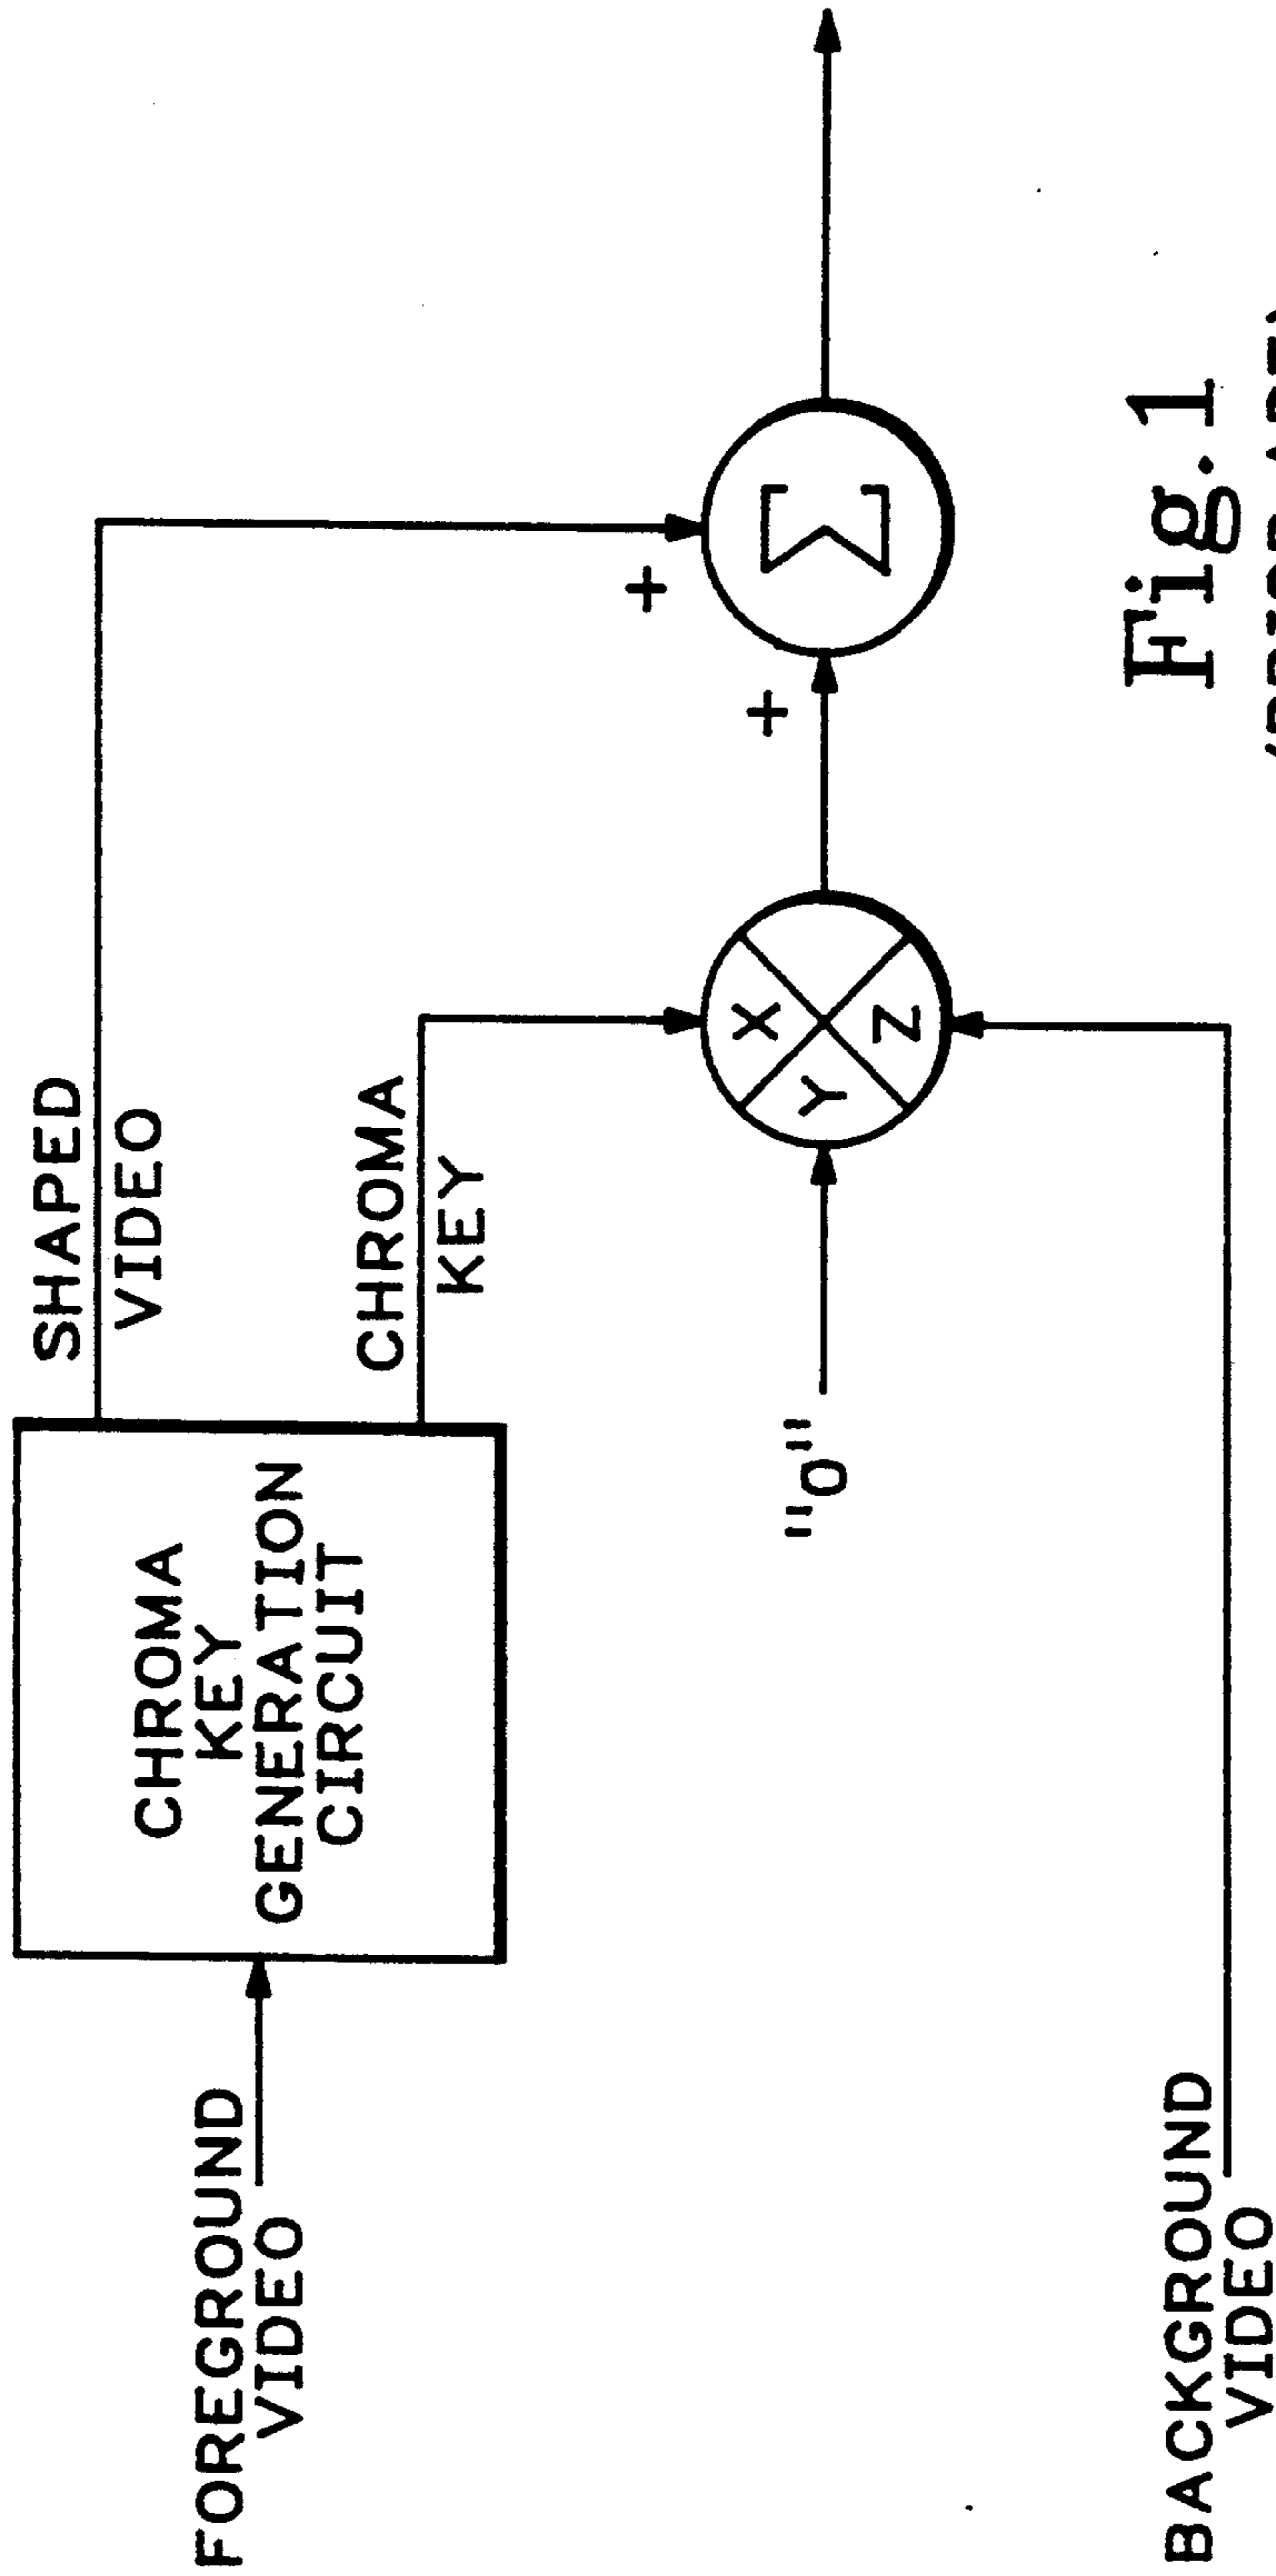 SHAPED
VIDEO
CHROMA
KEY
GENERATION
CIRCUIT
CHROMA
KEY
FOREGROUND
VIDEO
+
+
X
Y
Z
Σ
"0"
BACKGROUND
VIDEO
Fig. 1